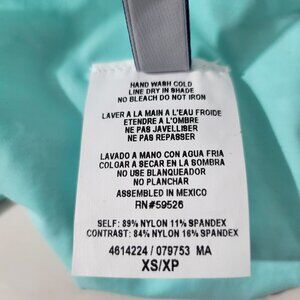 HAND WASH COLD
LINE DRY IN SHADE
NO BLEACH DO NOT IRON
LAVER A LA MAIN A L'EAU FROIDE
ETENDRE A L'OMBRE
NE PAS JAVELLISER
NE PAS REPASSER
LAVADO A MANO CON AGUA FRIA
COLGAR A SECAR EN LA SOMBRA
NO USE BLANQUEADOR
NO PLANCHAR
ASSEMBLED IN MEXICO
RN#59526
SELF: 89% NYLON 11% SPANDEX
CONTRAST: 84% NYLON 16% SPANDEX
4614224 / 079753 MA
XS/XP